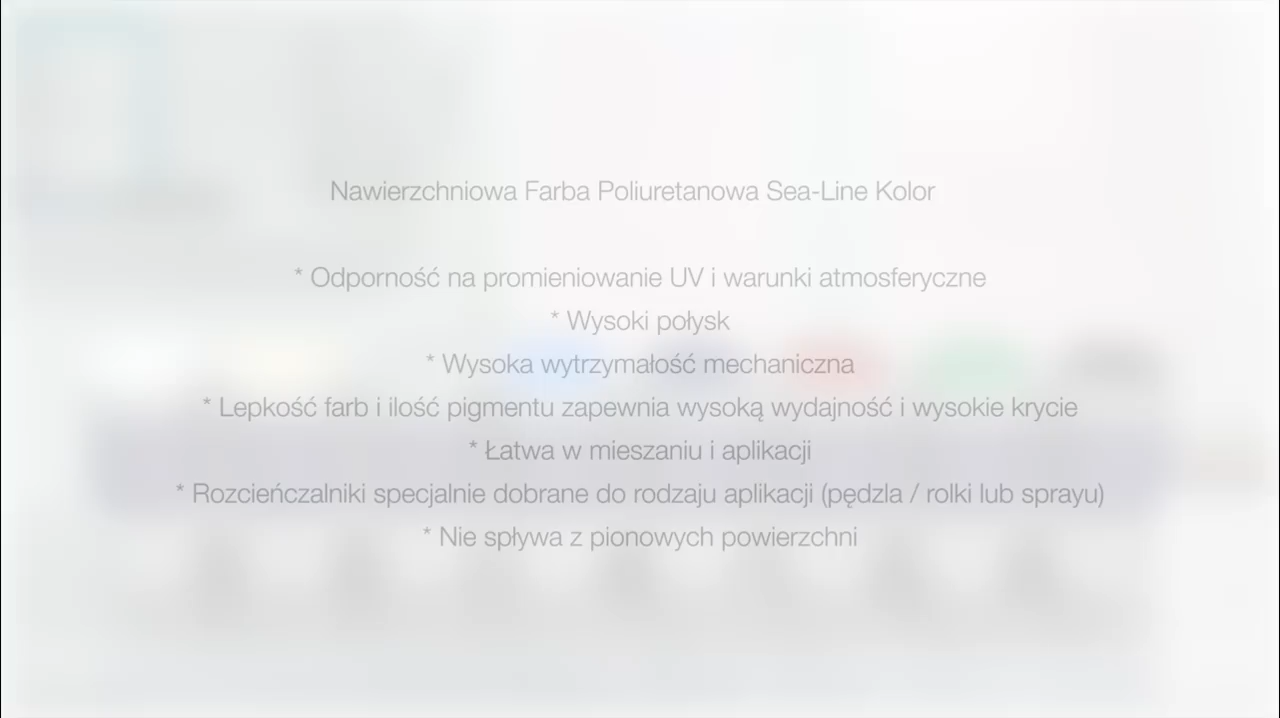 Nawierzchniowa Farba Poliuretanowa Sea-Line Kolor
* Odporność na promieniowanie UV i warunki atmosferyczne
* Wysoki połysk
* Wysoka wytrzymałość mechaniczna
* Lepkość farb i ilość pigmentu zapewnia wysoką wydajność i wysokie krycie
* Łatwa w mieszaniu i aplikacji
* Rozcieńczalniki specjalnie dobrane do rodzaju aplikacji (pędzla / rolki lub sprayu)
* Nie spływa z pionowych powierzchni